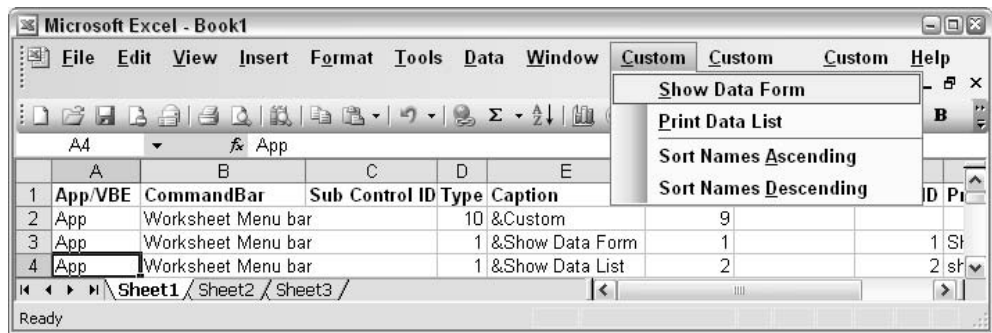 Microsoft Excel - Book1
File Edit View Insert Format Tools Data Window Custom Custom Custom Help
Show Data Form
Print Data List
Sort Names Ascending
Sort Names Descending
B
A4 fx App
A B C D E
1 App/VBE CommandBar Sub Control ID Type Caption ID
2 App Worksheet Menu bar 10 &Custom 9
3 App Worksheet Menu bar 1 &Show Data Form 1 1
4 App Worksheet Menu bar 1 &Show Data List 2 2
Sheet1 / Sheet2 / Sheet3 /
Ready